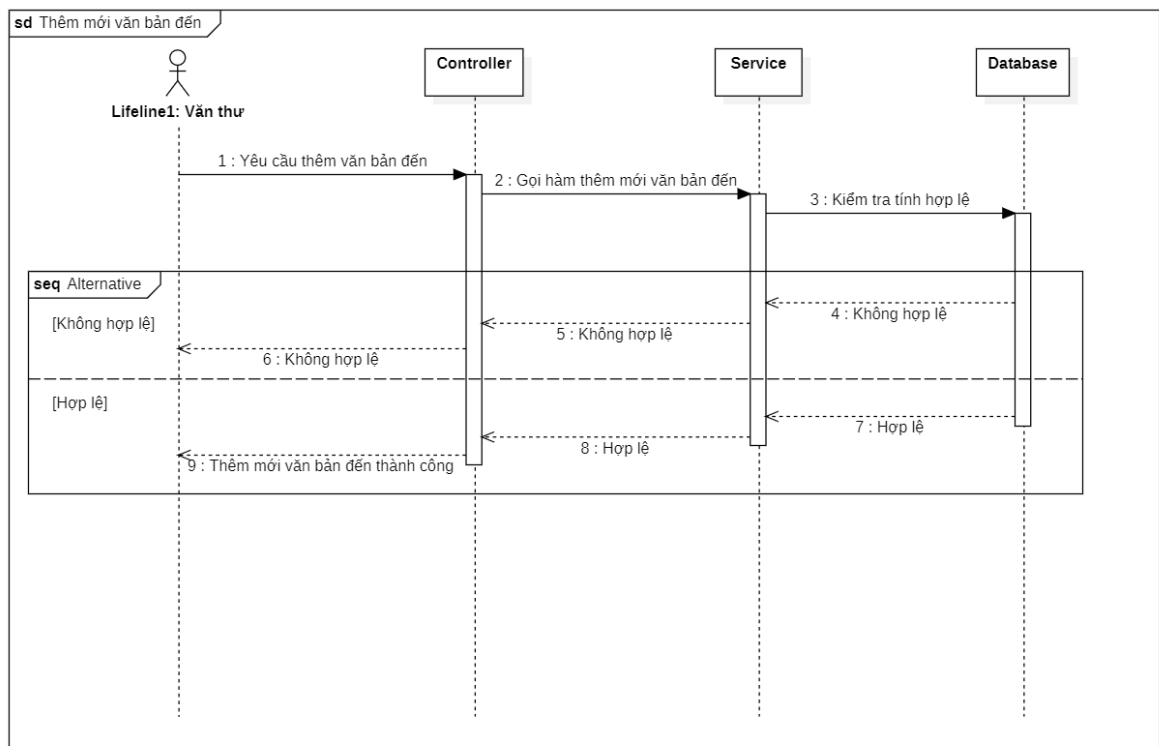 sd Thêm mới văn bản đến
Controller
Service
Database
Lifeline1: Văn thư
1 : Yêu cầu thêm văn bản đến
2 : Gọi hàm thêm mới văn bản đến
3 : Kiểm tra tính hợp lệ
seq Alternative
[Không hợp lệ]
4 : Không hợp lệ
5 : Không hợp lệ
6 : Không hợp lệ
[Hợp lệ]
7 : Hợp lệ
8 : Hợp lệ
9 : Thêm mới văn bản đến thành công